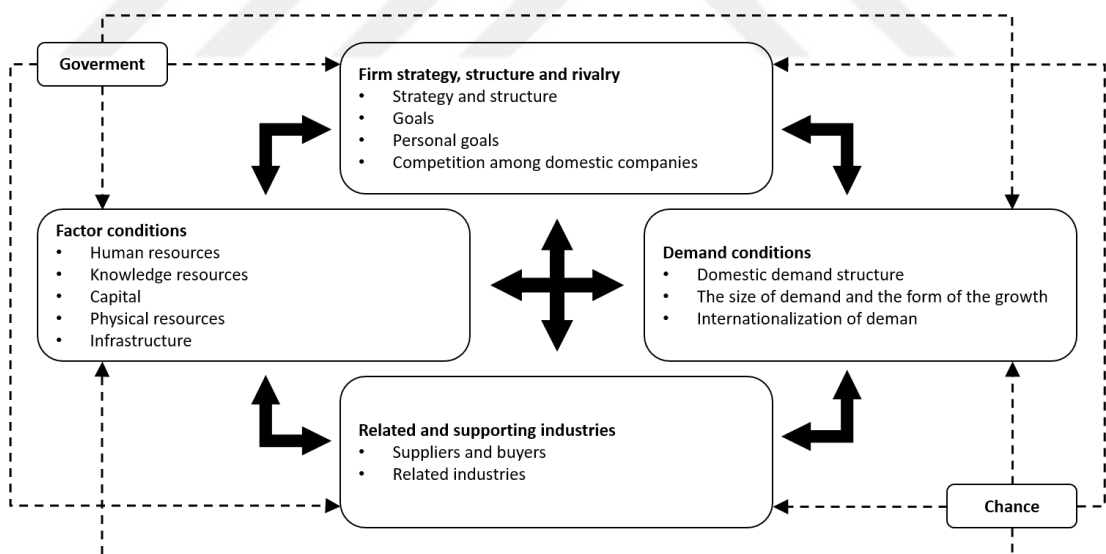 Goverment
Firm strategy, structure and rivalry
• Strategy and structure
• Goals
• Personal goals
• Competition among domestic companies
Factor conditions
• Human resources
• Knowledge resources
• Capital
• Physical resources
• Infrastructure
Demand conditions
• Domestic demand structure
• The size of demand and the form of the growth
• Internationalization of deman
Related and supporting industries
• Suppliers and buyers
• Related industries
Chance